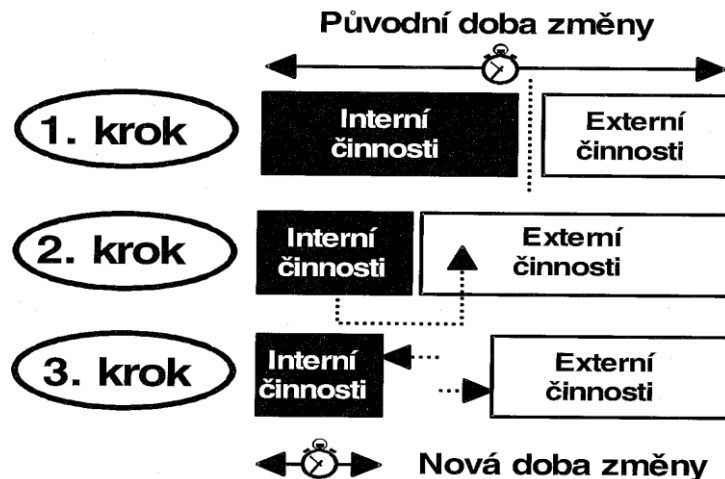 Původní doba změny
1. krok
Interní
činnosti
Externí
činnosti
2. krok
Interní
činnosti
Externí
činnosti
3. krok
Interní
činnosti
Externí
činnosti
Nová doba změny